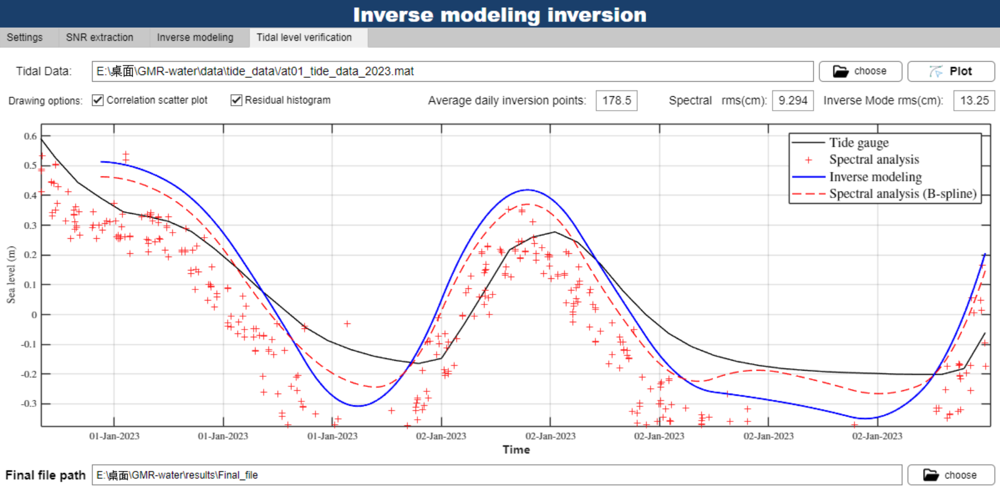 Inverse modeling inversion
Settings SNR extraction Inverse modeling Tidal level verification
Tidal Data: E:\桌面\GMR-water\data\tide_data\/at01_tide_data_2023.mat choose Plot
Drawing options: Correlation scatter plot Residual histogram Average daily inversion points: 178.5 Spectral rms(cm): 9.294 Inverse Mode rms(cm): 13.25
Tide gauge
Spectral analysis
Inverse modeling
Spectral analysis (B-spline)
0.6
0.5
0.4
0.3
0.2
0.1
0
-0.1
-0.2
-0.3
Sea level (m)
01-Jan-2023 01-Jan-2023 01-Jan-2023 02-Jan-2023 02-Jan-2023 02-Jan-2023 02-Jan-2023 02-Jan-2023
Time
Final file path E:\桌面\GMR-water\results\Final_file choose